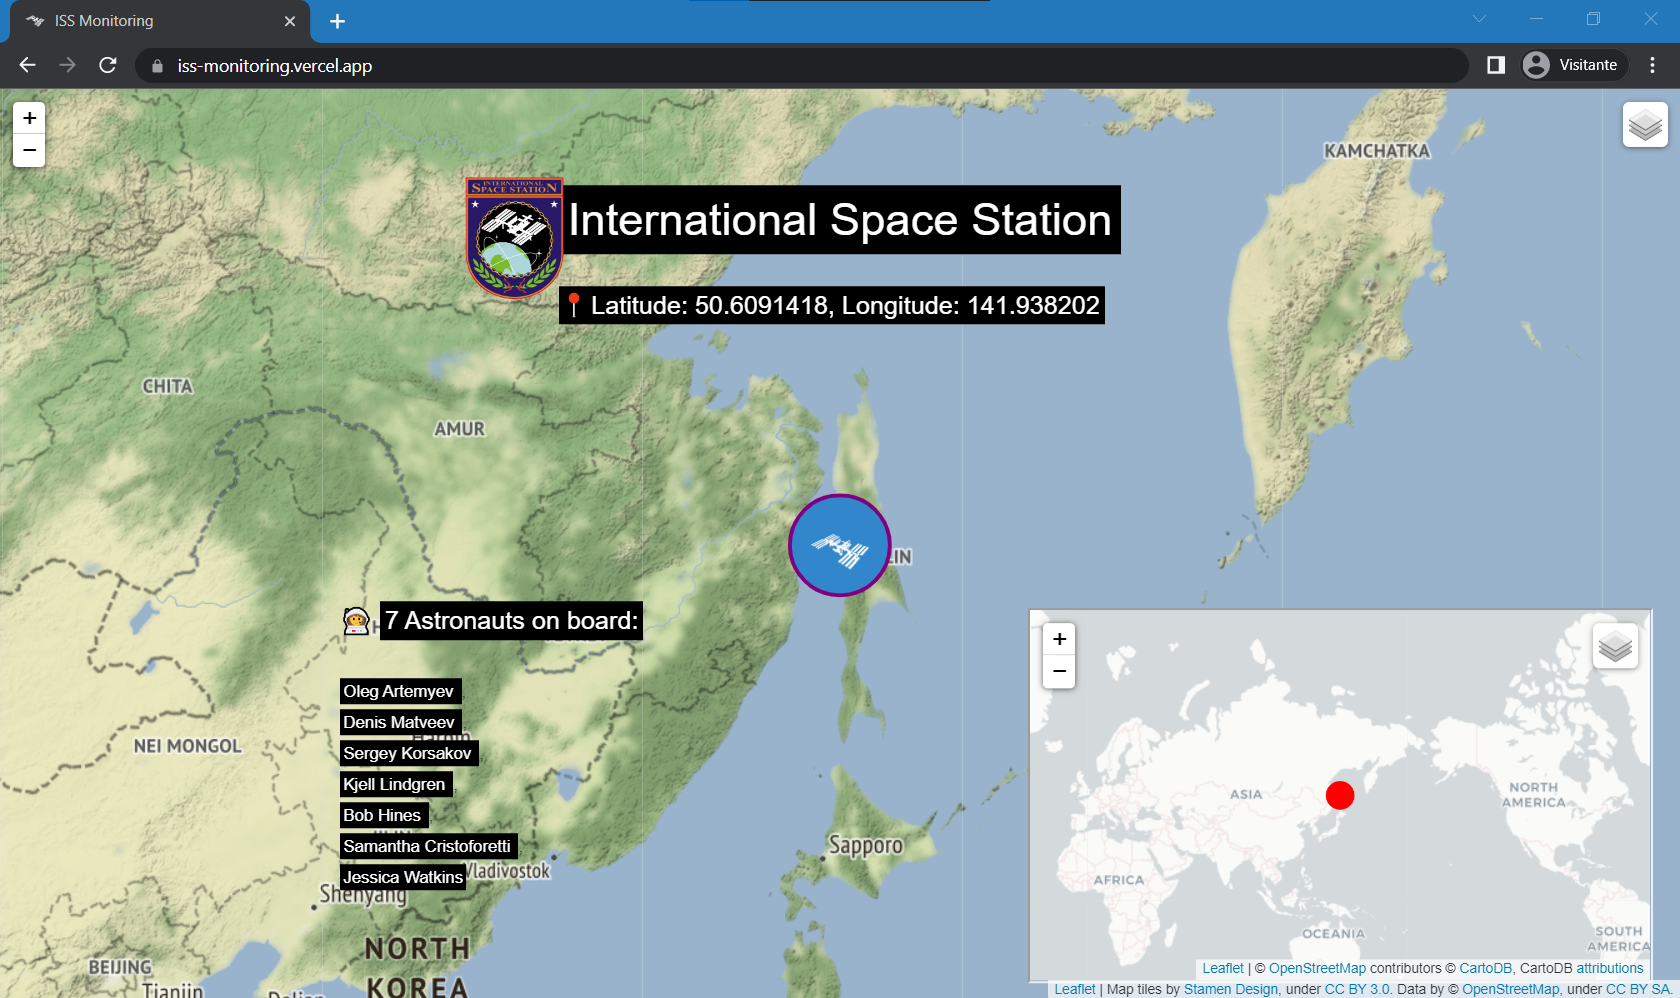 ISS Monitoring
iss-monitoring.vercel.app
Visitante
+
−
KAMCHATKA
INTERNATIONAL
SPACE STATION
International Space Station
Latitude: 50.6091418, Longitude: 141.938202
CHITA
AMUR
LIN
7 Astronauts on board:
Oleg Artemyev
Denis Matveev
Harbin
NEI MONGOL
Sergey Korsakov
Kjell Lindgren
Bob Hines
Samantha Cristoforetti
Sapporo
Jessica Watkins
Vladivostok
Shenyang
NORTH
KOREA
BEIJING
Tianjin
+
−
ASIA
NORTH
AMERICA
AFRICA
OCEANIA
SOUTH
AMERICA
Leaflet | © OpenStreetMap contributors © CartoDB, CartoDB attributions
Leaflet | Map tiles by Stamen Design, under CC BY 3.0. Data by © OpenStreetMap, under CC BY SA.